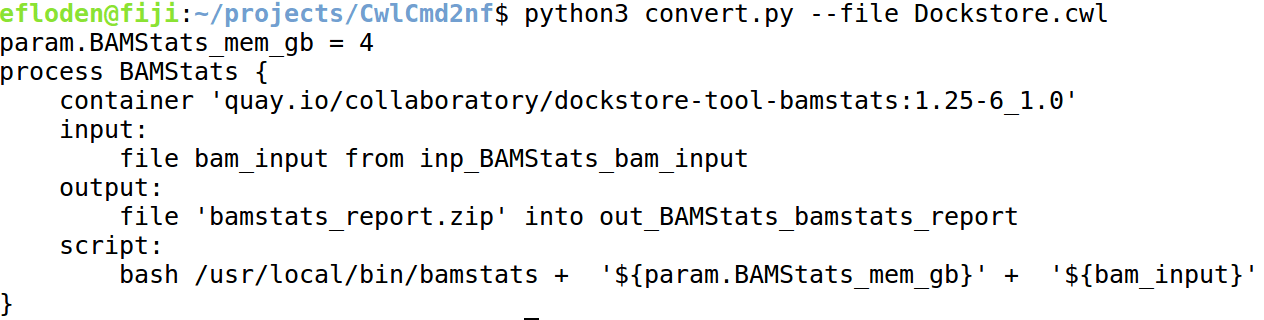 efloden@fiji:~/projects/CwlCmd2nf$ python3 convert.py --file Dockstore.cwl
param.BAMStats_mem_gb = 4
process BAMStats {
    container 'quay.io/collaboratory/dockstore-tool-bamstats:1.25-6_1.0'
    input:
        file bam_input from inp_BAMStats_bam_input
    output:
        file 'bamstats_report.zip' into out_BAMStats_bamstats_report
    script:
        bash /usr/local/bin/bamstats +  '${param.BAMStats_mem_gb}' +  '${bam_input}'
}